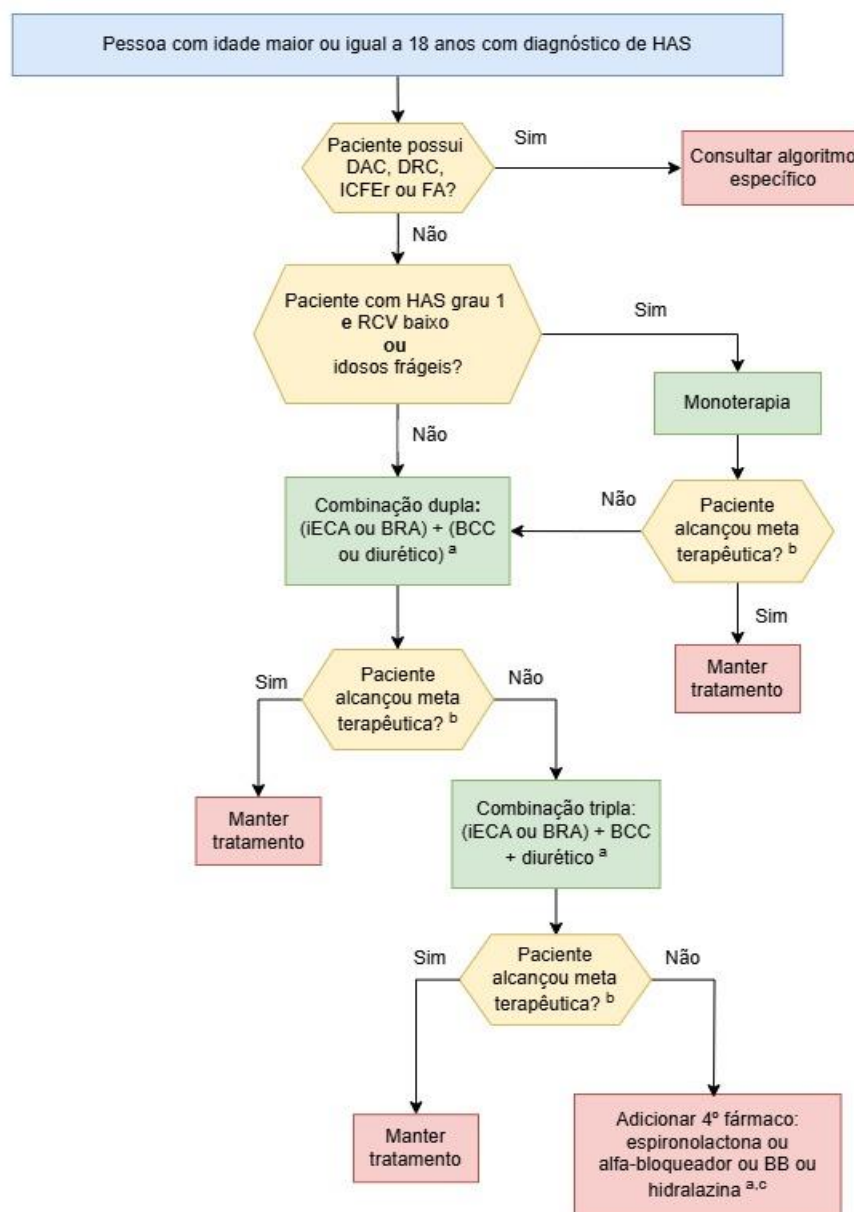 Pessoa com idade maior ou igual a 18 anos com diagnóstico de HAS
Paciente possui
DAC, DRC,
ICFEr ou FA?
Sim
Consultar algoritmo
específico
Não
Paciente com HAS grau 1
e RCV baixo
ou
idosos frágeis?
Sim
Monoterapia
Não
Combinação dupla:
(iECA ou BRA) + (BCC
ou diurético) a
Não
Paciente
alcançou meta
terapêutica? b
Sim
Manter
tratamento
Paciente
alcançou meta
terapêutica? b
Sim
Não
Manter
tratamento
Combinação tripla:
(iECA ou BRA) + BCC
+ diurético a
Paciente
alcançou meta
terapêutica? b
Sim
Não
Manter
tratamento
Adicionar 4º fármaco:
espironolactona ou
alfa-bloqueador ou BB ou
hidralazina a,c